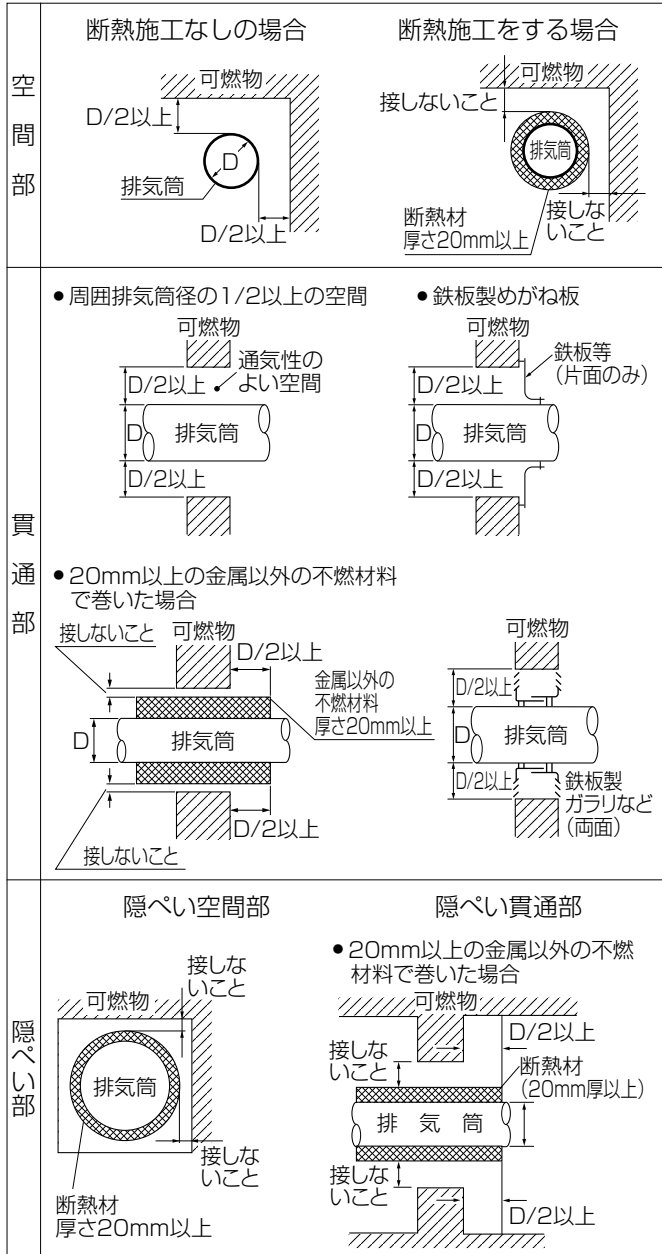 空間部
断熱施工なしの場合
可燃物
D/2以上
D
排気筒
D/2以上
断熱施工をする場合
可燃物
接しないこと
排気筒
接しな
いこと
断熱材
厚さ20mm以上
貫通部
●周囲排気筒径の1/2以上の空間
可燃物
D/2以上
通気性の
よい空間
D
排気筒
D/2以上
●鉄板製めがね板
可燃物
鉄板等
(片面のみ)
D/2以上
D
排気筒
D/2以上
●20mm以上の金属以外の不燃材料
で巻いた場合
接しないこと
可燃物
D/2以上
金属以外の
不燃材料
厚さ20mm以上
D
排気筒
D/2以上
接しないこと
可燃物
D/2以上
D
排気筒
D/2以上
鉄板製
ガラリなど
(両面)
隠ぺい部
隠ぺい空間部
接しな
いこと
可燃物
排気筒
接しな
いこと
断熱材
厚さ20mm以上
隠ぺい貫通部
●20mm以上の金属以外の不燃
材料で巻いた場合
可燃物
D/2以上
接しな
いこと
断熱材
(20mm厚以上)
排気筒
接しな
いこと
D/2以上